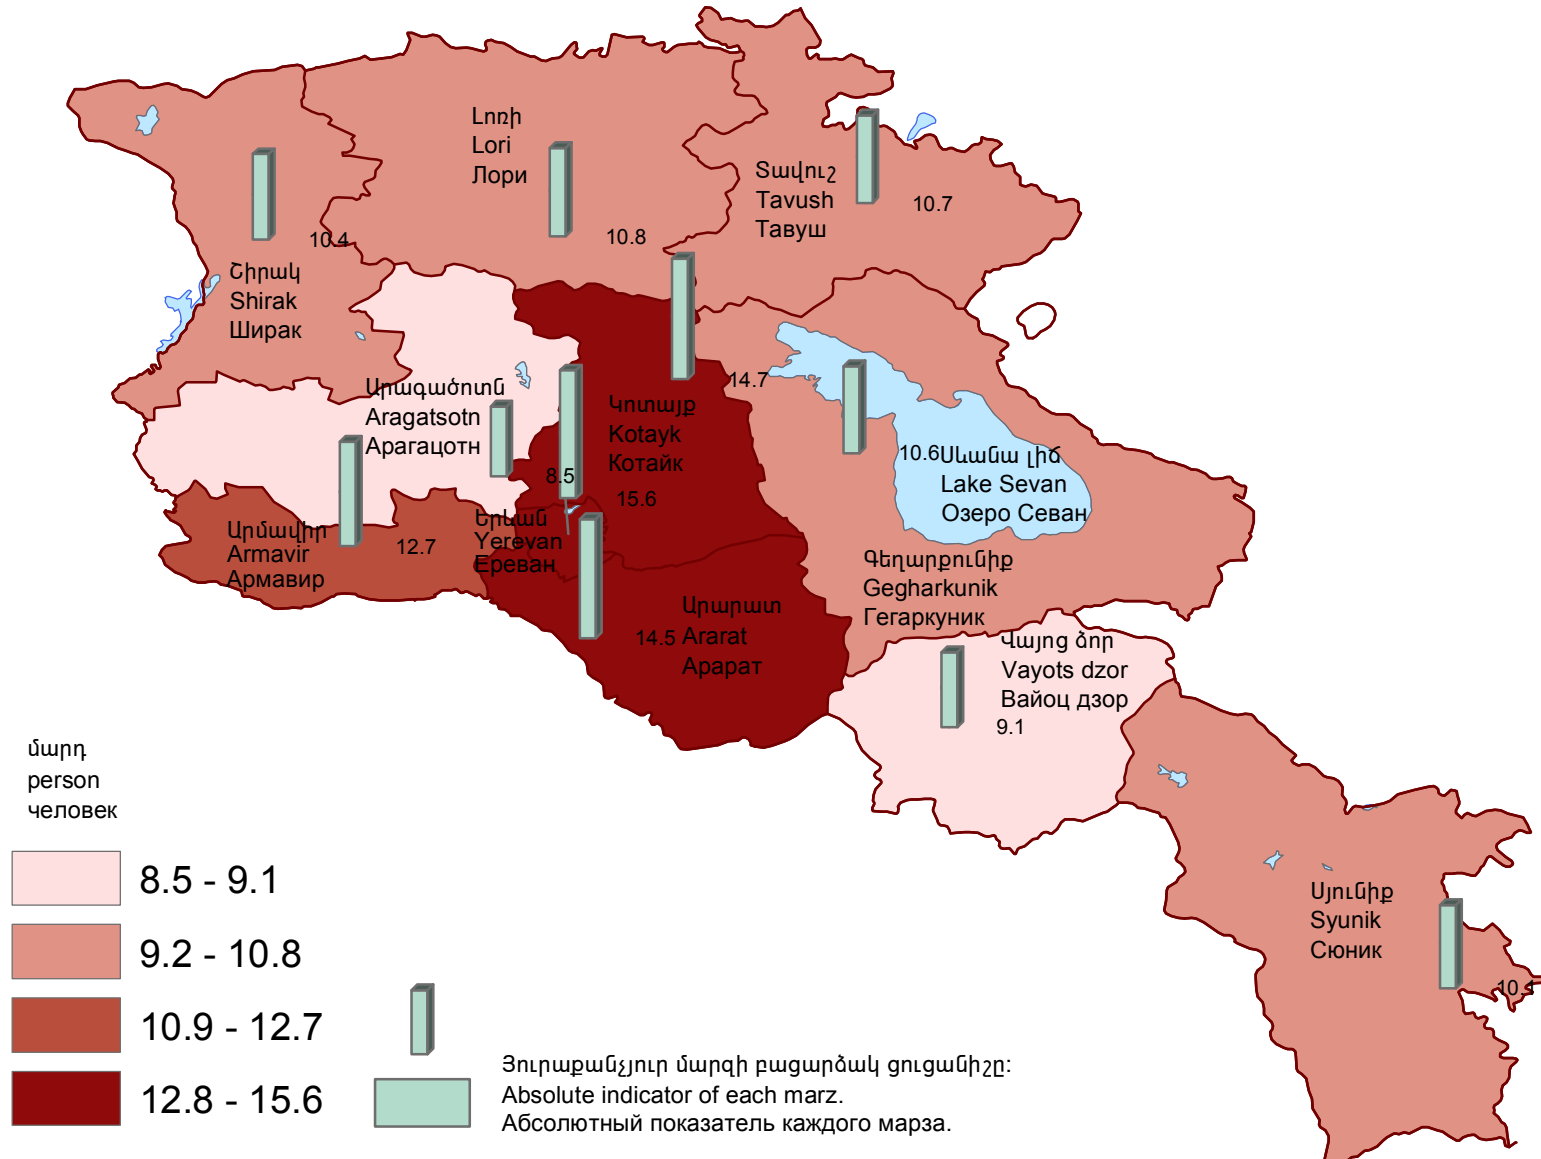 Լոռի
Lori
Лори
10.8
Տավուշ
Tavush
Тавуш
10.7
10.4
Շիրակ
Shirak
Ширак
Արագածոտն
Aragatsotn
Арагацотн
8.5
Կոտայք
Kotayk
Котайк
14.7
15.6
10.6
Սևանա լիճ
Lake Sevan
Озеро Севан
Արմավիր
Armavir
Армавир
12.7
Երևան
Yerevan
Ереван
Գեղարքունիք
Gegharkunik
Гегаркуник
14.5
Արարատ
Ararat
Арарат
Վայոց ձոր
Vayots dzor
Вайоц дзор
9.1
Սյունիք
Syunik
Сюник
10.1
մարդ
person
человек
8.5 - 9.1
9.2 - 10.8
10.9 - 12.7
12.8 - 15.6
Յուրաքանչյուր մարզի բացարձակ ցուցանիշը:
Absolute indicator of each marz.
Абсолютный показатель каждого марза.